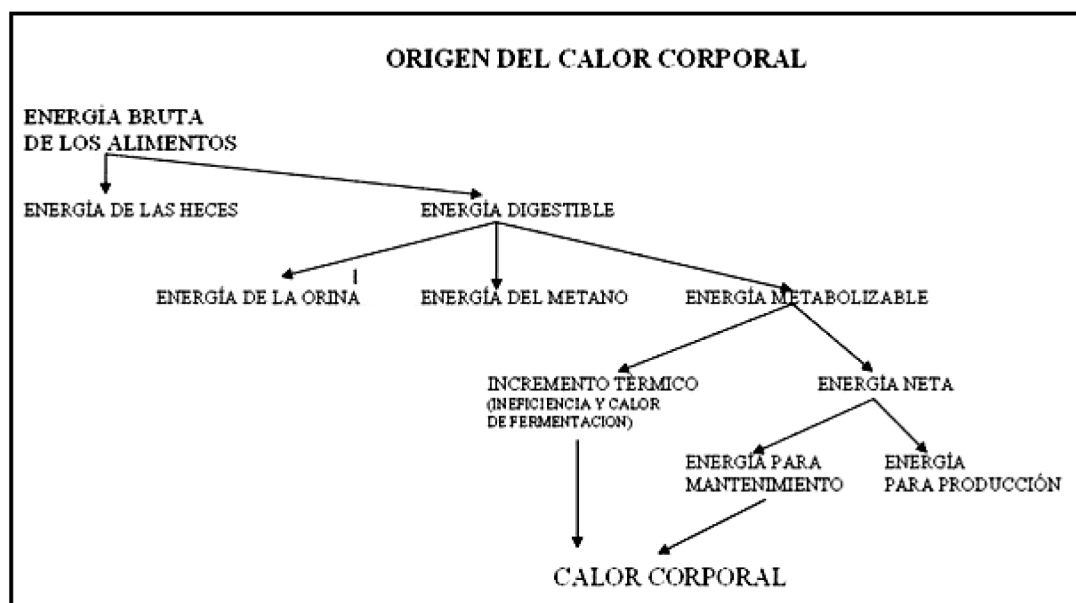 ORIGEN DEL CALOR CORPORAL
ENERGÍA BRUTA
DE LOS ALIMENTOS
ENERGÍA DE LAS HECES
ENERGÍA DIGESTIBLE
ENERGÍA DE LA ORINA
ENERGÍA DEL METANO
ENERGÍA METABOLIZABLE
INCREMENTO TÉRMICO
(INEFICIENCIA Y CALOR
DE FERMENTACION)
ENERGÍA NETA
ENERGÍA PARA
MANTENIMIENTO
ENERGÍA
PARA PRODUCCIÓN
CALOR CORPORAL